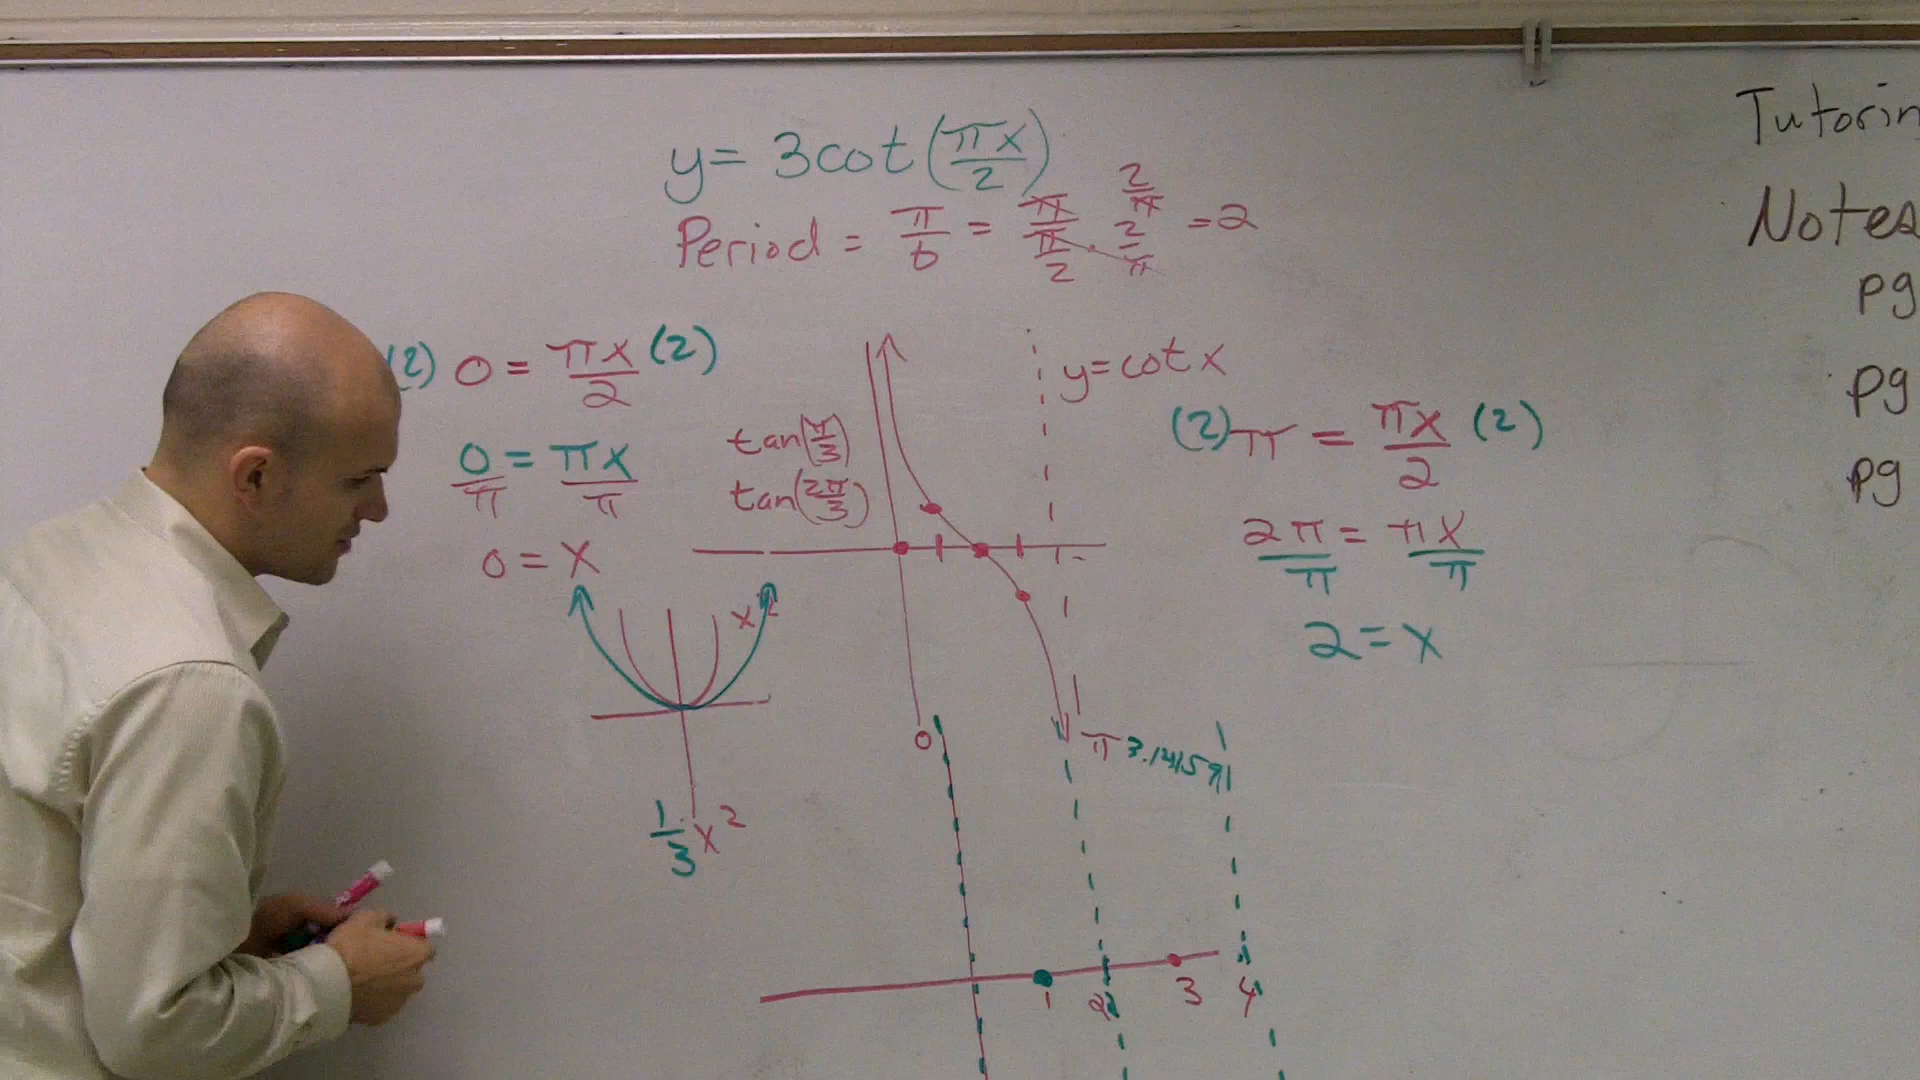 y = 3cot(πx/2)
Period = π/b = π/(π/2) · (2/π)/(2/π) = 2
(2) 0 = πx/2 (2)
0/π = πx/π
0 = x
x²
1/3 x²
tan(π/3)
tan(2π/3)
y = cot x
0
π 3.14159
(2) π = πx/2 (2)
2π/π = πx/π
2 = x
1 2 3 4
Tutorin
Notes
pg
pg
pg